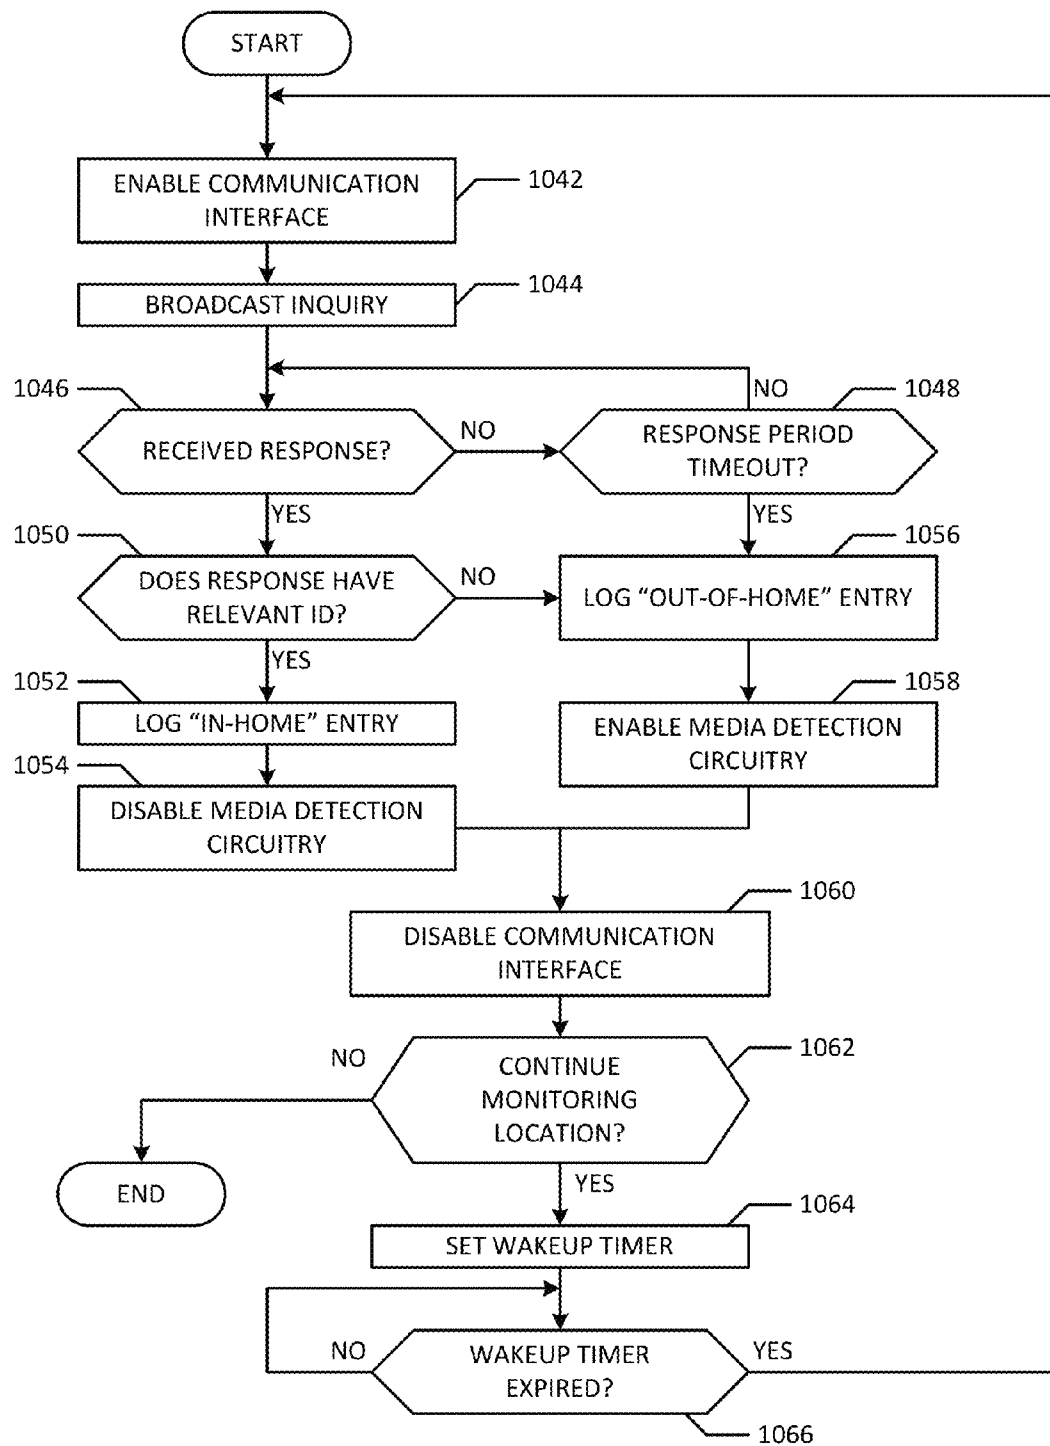 START
ENABLE COMMUNICATION
INTERFACE
1042
BROADCAST INQUIRY
1044
1046
RECEIVED RESPONSE?
NO
YES
NO
1048
RESPONSE PERIOD
TIMEOUT?
YES
1050
DOES RESPONSE HAVE
RELEVANT ID?
NO
YES
1056
LOG “OUT-OF-HOME” ENTRY
1052
LOG “IN-HOME” ENTRY
1058
ENABLE MEDIA DETECTION
CIRCUITRY
1054
DISABLE MEDIA DETECTION
CIRCUITRY
1060
DISABLE COMMUNICATION
INTERFACE
1062
CONTINUE
MONITORING
LOCATION?
NO
END
YES
1064
SET WAKEUP TIMER
NO
WAKEUP TIMER
EXPIRED?
YES
1066